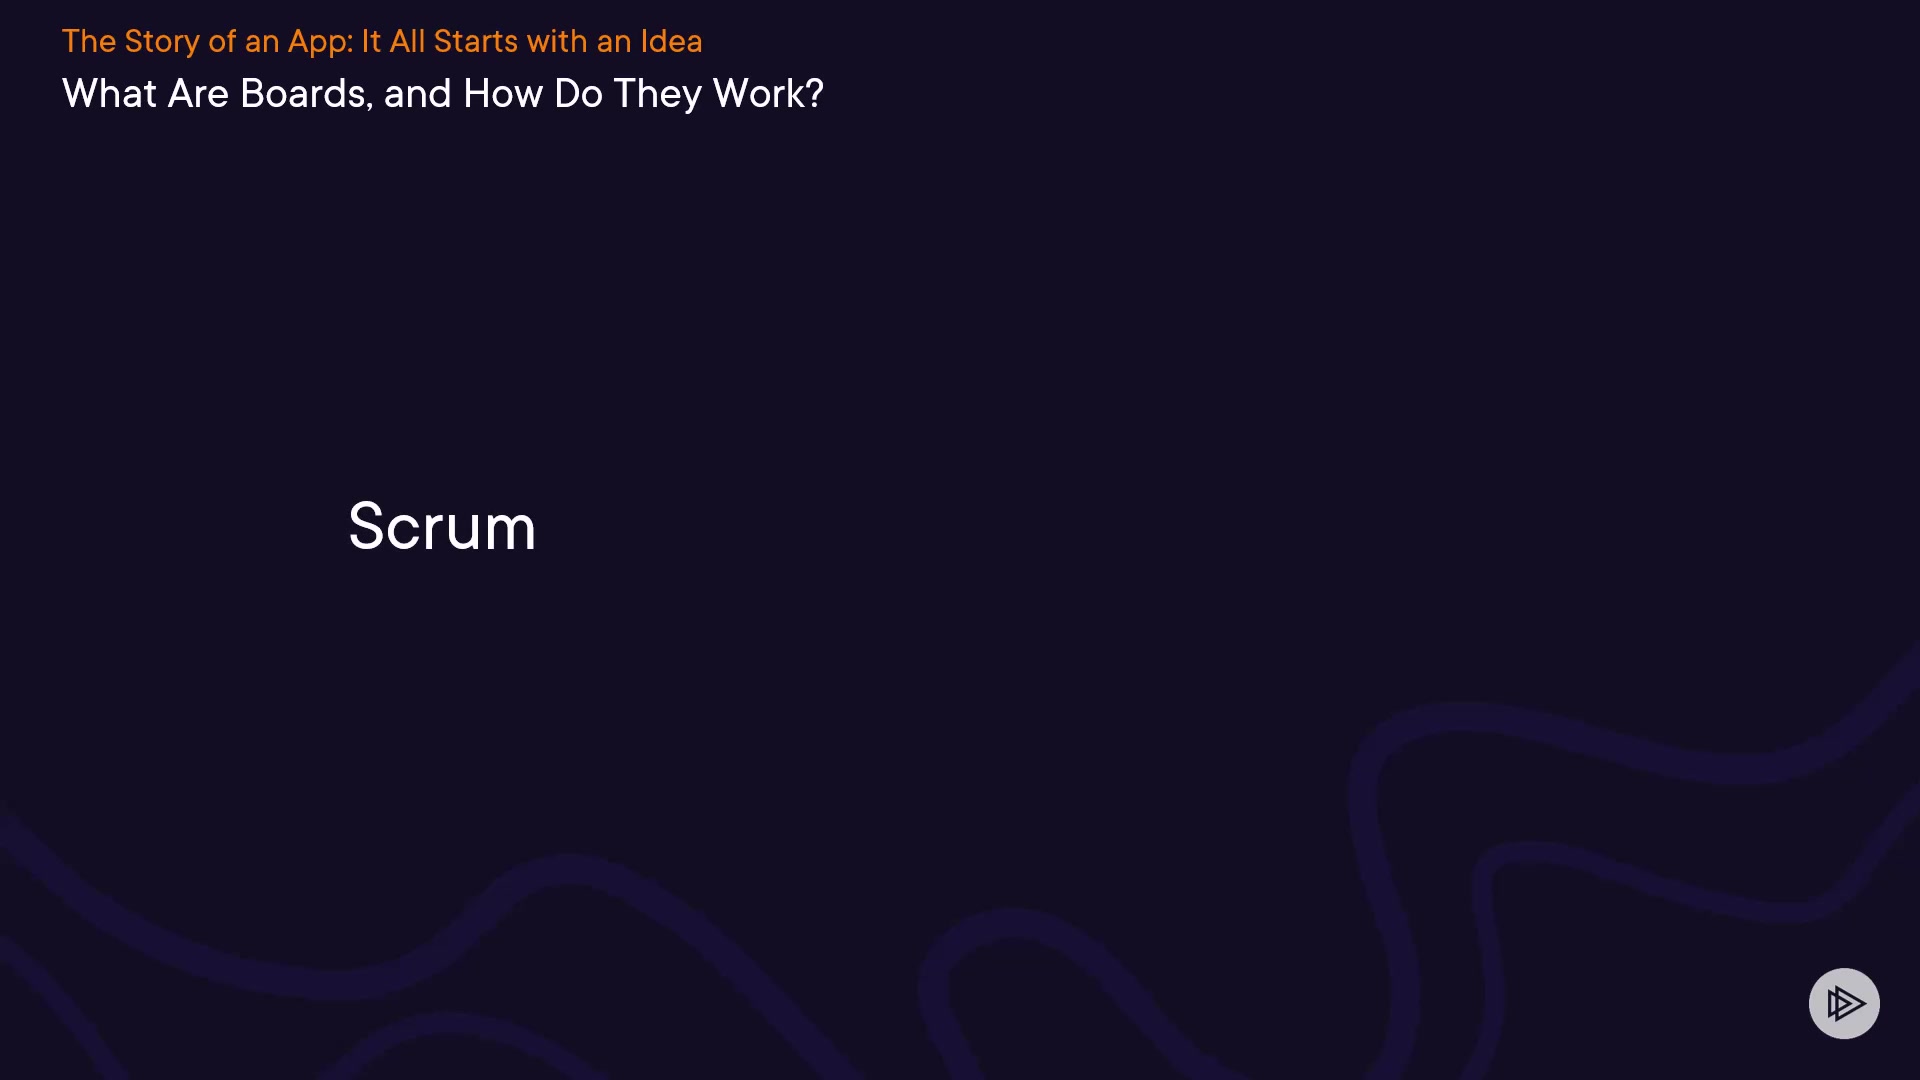 The Story of an App: It All Starts with an Idea
What Are Boards, and How Do They Work?
Scrum